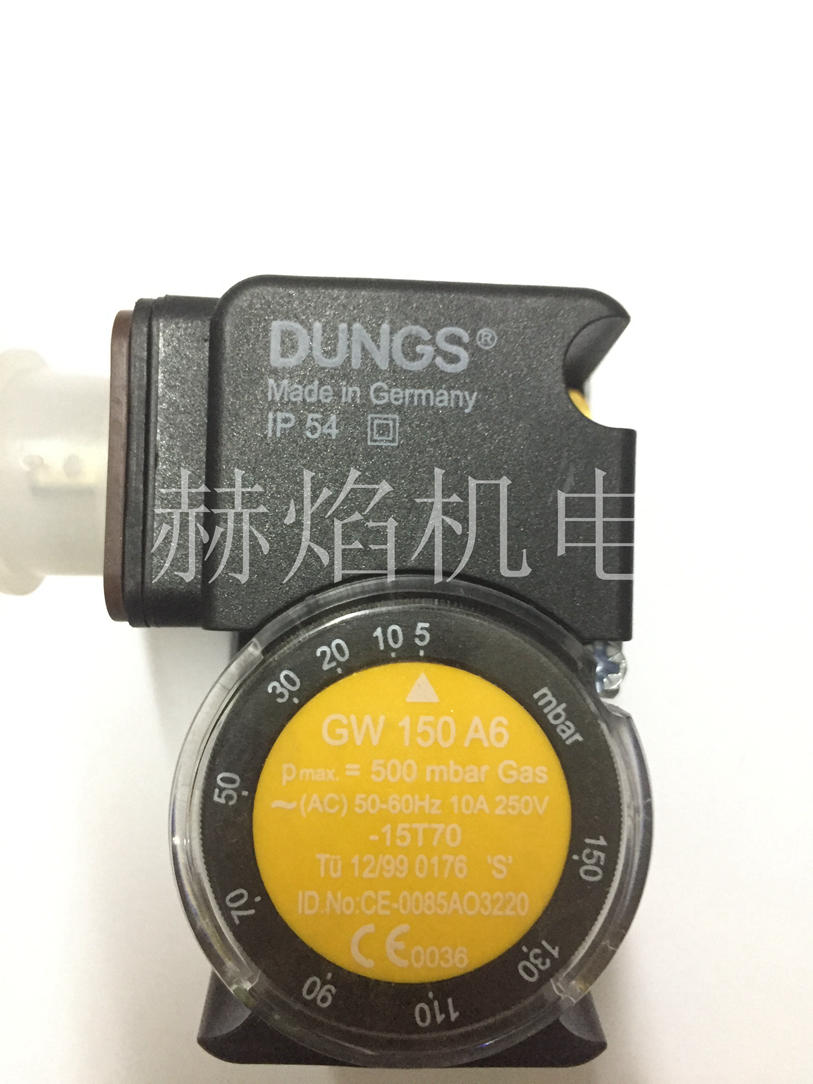 DUNGS®
Made in Germany
IP 54
赫焰机电
5
10
20
30
50
70
90
110
130
150
mbar
GW 150 A6
pmax. = 500 mbar Gas
~(AC) 50-60Hz 10A 250V
-15T70
Tü 12/99 0176 'S'
ID.No:CE-0085AO3220
CE0036